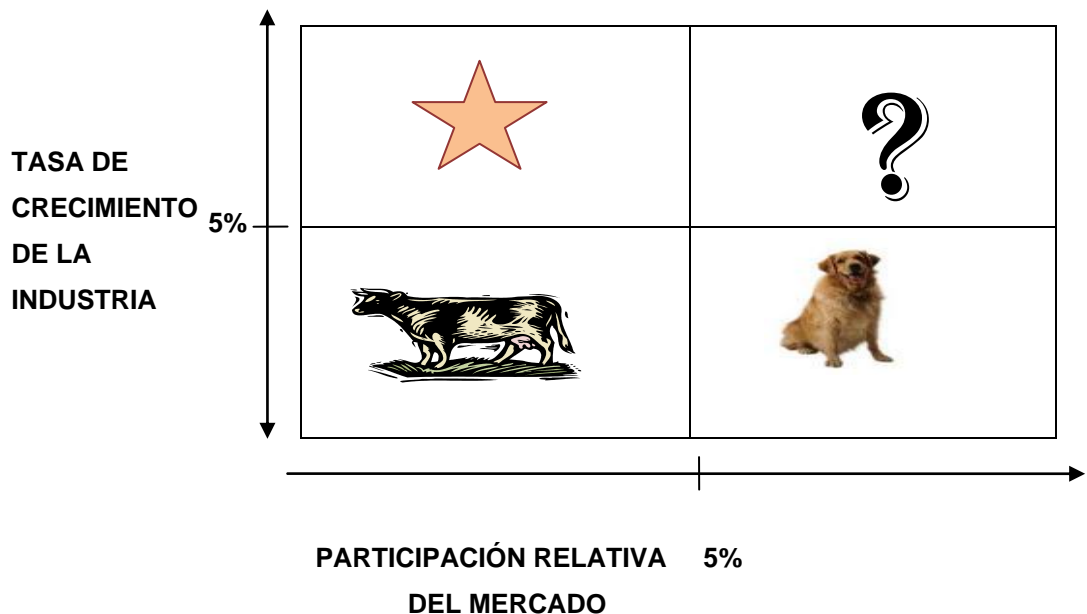 ?
TASA DE
CRECIMIENTO
5%
DE LA
INDUSTRIA
PARTICIPACIÓN RELATIVA 5%
DEL MERCADO